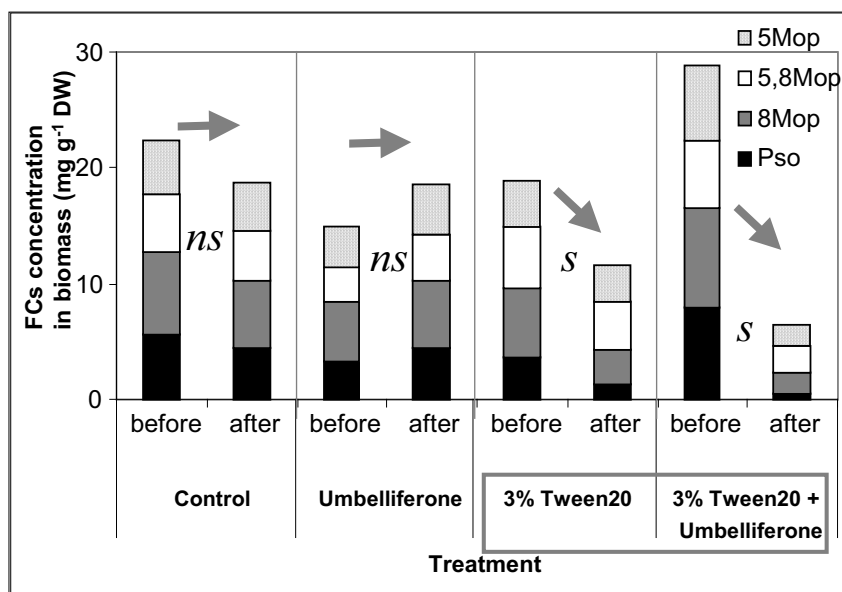 FCs concentration
in biomass (mg g-1 DW)
30
20
10
0
5Mop
5,8Mop
8Mop
Pso
ns
ns
s
s
before after before after before after before after
Control Umbelliferone 3% Tween20 3% Tween20 +
Umbelliferone
Treatment